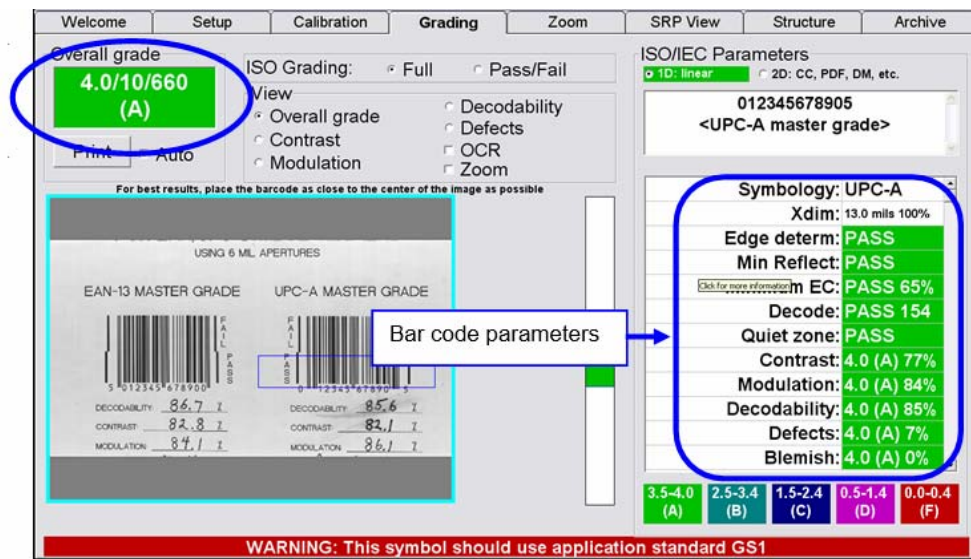 Welcome Setup Calibration Grading Zoom SRP View Structure Archive
Overall grade
4.0/10/660
(A)
Print Auto
ISO Grading: Full Pass/Fail
View
Overall grade
Contrast
Modulation
Decodability
Defects
OCR
Zoom
ISO/IEC Parameters
1D: linear 2D: CC, PDF, DM, etc.
012345678905
<UPC-A master grade>
For best results, place the barcode as close to the center of the image as possible
USING 6 MIL APERTURES
EAN-13 MASTER GRADE
FAIL
PASS
5 012345 678900
DECODABILITY 86.7 %
CONTRAST 82.8 %
MODULATION 84.1 %
UPC-A MASTER GRADE
FAIL
PASS
0 12345 67890 5
DECODABILITY 85.6 %
CONTRAST 82.1 %
MODULATION 86.1 %
Bar code parameters
Symbology: UPC-A
Xdim: 13.0 mils 100%
Edge determ: PASS
Min Reflect: PASS
Click for more information m EC: PASS 65%
Decode: PASS 154
Quiet zone: PASS
Contrast: 4.0 (A) 77%
Modulation: 4.0 (A) 84%
Decodability: 4.0 (A) 85%
Defects: 4.0 (A) 7%
Blemish: 4.0 (A) 0%
3.5-4.0 (A)
2.5-3.4 (B)
1.5-2.4 (C)
0.5-1.4 (D)
0.0-0.4 (F)
WARNING: This symbol should use application standard GS1